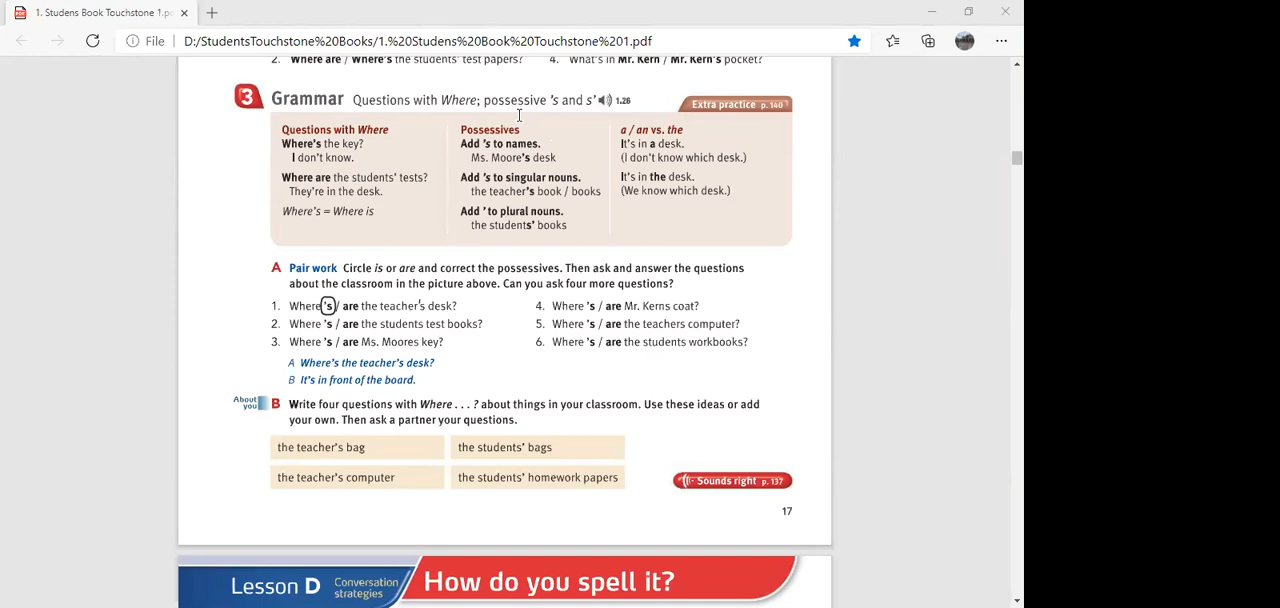 1. Studens Book Touchstone 1.pd
File D:/StudentsTouchstone%20Books/1.%20Studens%20Book%20Touchstone%201.pdf
2. Where are / Where's the students' test papers? 4. What's in Mr. Kern / Mr. Kern's pocket?
3 Grammar Questions with Where; possessive 's and s' 1.26
Extra practice p. 140
Questions with Where
Where's the key?
I don't know.
Where are the students' tests?
They're in the desk.
Where's = Where is
Possessives
Add 's to names.
Ms. Moore's desk
Add 's to singular nouns.
the teacher's book / books
Add ' to plural nouns.
the students' books
a / an vs. the
It's in a desk.
(I don't know which desk.)
It's in the desk.
(We know which desk.)
A Pair work Circle is or are and correct the possessives. Then ask and answer the questions
about the classroom in the picture above. Can you ask four more questions?
1. Where 's / are the teacher's desk?
2. Where 's / are the students test books?
3. Where 's / are Ms. Moores key?
4. Where 's / are Mr. Kerns coat?
5. Where 's / are the teachers computer?
6. Where 's / are the students workbooks?
A Where's the teacher's desk?
B It's in front of the board.
About you
B Write four questions with Where . . . ? about things in your classroom. Use these ideas or add
your own. Then ask a partner your questions.
the teacher's bag the students' bags
the teacher's computer the students' homework papers
Sounds right p. 137
17
Lesson D Conversation strategies How do you spell it?